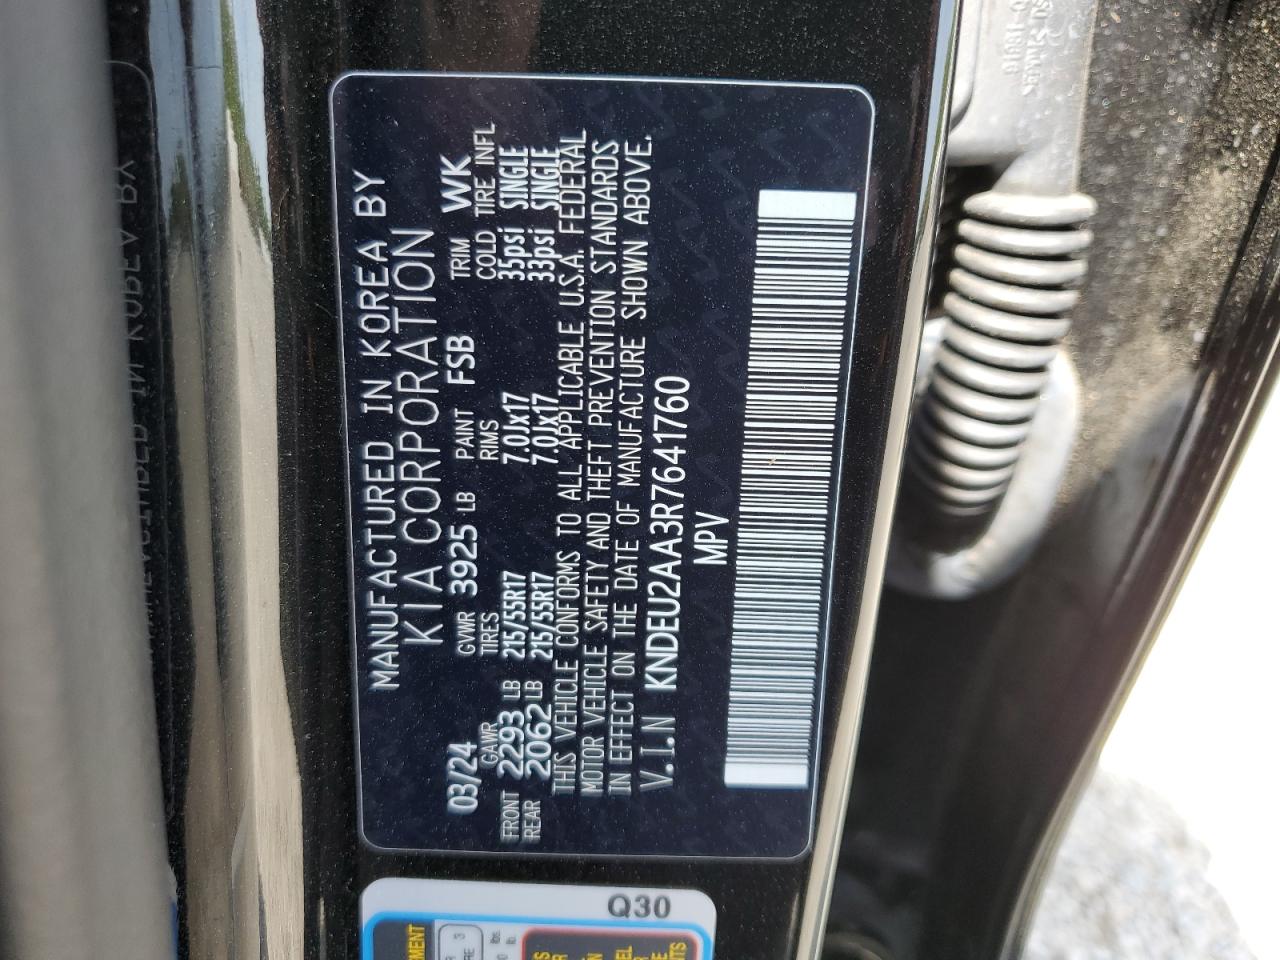 MANUFACTURED IN KOREA BY
KIA CORPORATION
03/24 GVWR 3925 LB PAINT FSB TRIM WK
GAWR TIRES RIMS COLD TIRE INFL
FRONT 2293 LB 215/55R17 7.0Jx17 35psi SINGLE
REAR 2062 LB 215/55R17 7.0Jx17 33psi SINGLE
THIS VEHICLE CONFORMS TO ALL APPLICABLE U.S.A. FEDERAL
MOTOR VEHICLE SAFETY AND THEFT PREVENTION STANDARDS
IN EFFECT ON THE DATE OF MANUFACTURE SHOWN ABOVE.
V.I.N KNDEU2AA3R7641760
MPV
Q30